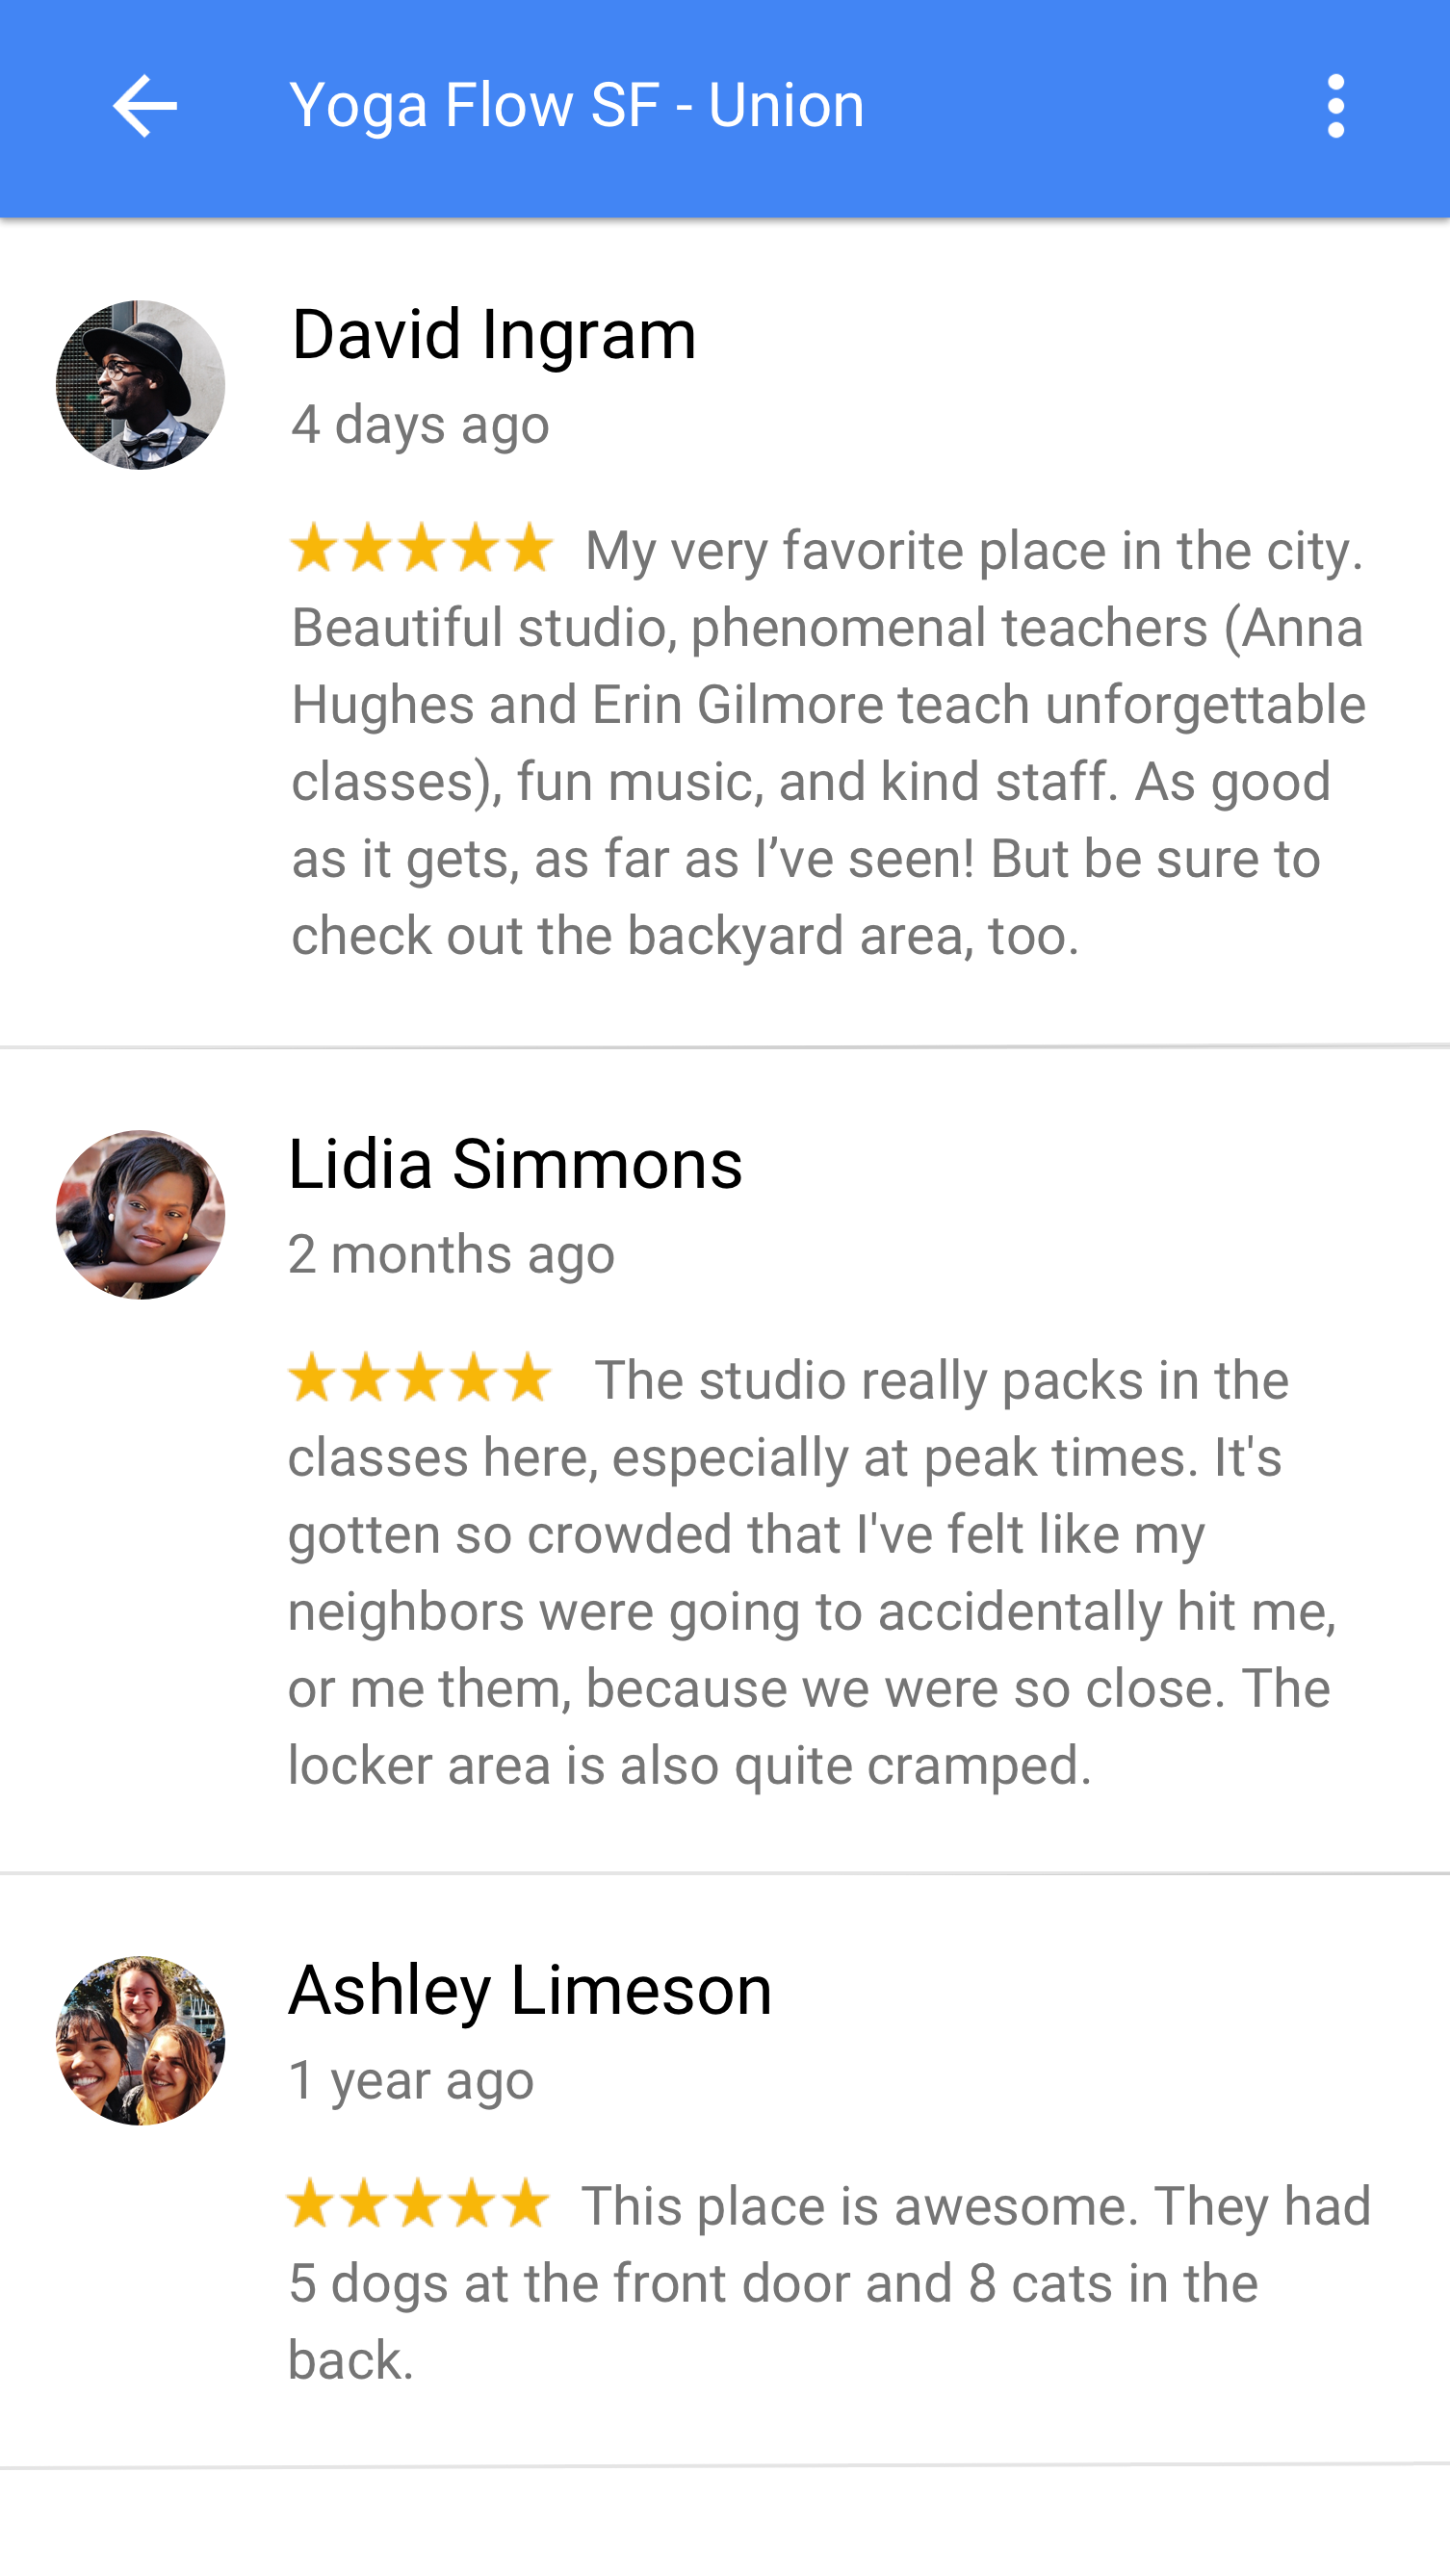 Yoga Flow SF - Union
David Ingram
4 days ago
My very favorite place in the city.
Beautiful studio, phenomenal teachers (Anna
Hughes and Erin Gilmore teach unforgettable
classes), fun music, and kind staff. As good
as it gets, as far as I’ve seen! But be sure to
check out the backyard area, too.
Lidia Simmons
2 months ago
The studio really packs in the
classes here, especially at peak times. It's
gotten so crowded that I've felt like my
neighbors were going to accidentally hit me,
or me them, because we were so close. The
locker area is also quite cramped.
Ashley Limeson
1 year ago
This place is awesome. They had
5 dogs at the front door and 8 cats in the
back.